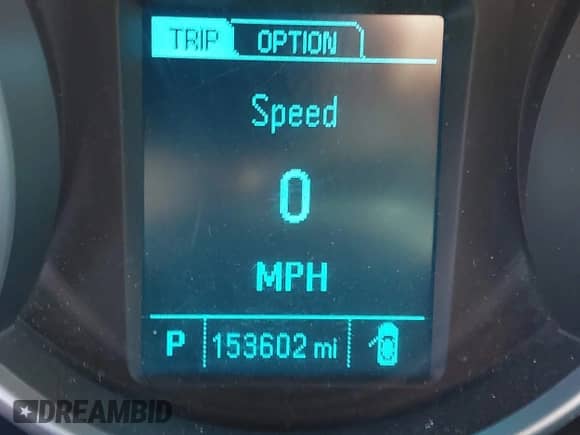 TRIP OPTION
Speed
0
MPH
P 153602 mi
DREAMBID